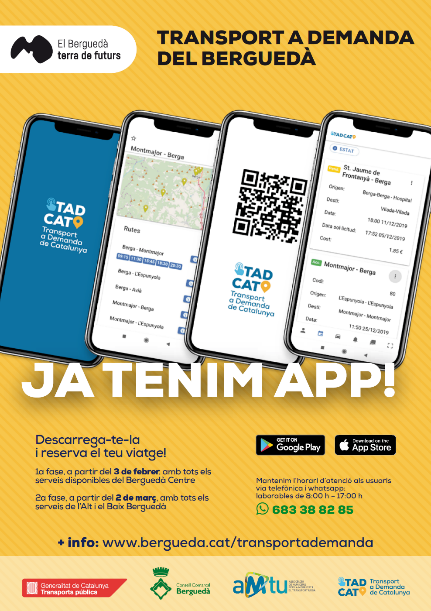 El Berguedà
terra de futurs
TRANSPORT A DEMANDA
DEL BERGUEDÀ
TAD
CAT
Transport
a Demanda
de Catalunya
Montmajor - Berga
Rutes
Berga - Montmajor
Berga - L'Espunyola
Berga - Avià
Montmajor - Berga
Montmajor - L'Espunyola
TAD
CAT
Transport
a Demanda
de Catalunya
TADCAT
ESTAT
St. Jaume de
Frontanyà - Berga
Origen:
Berga-Berga - Hospital
Destí:
Vilada-Vilada
Data:
18:00 11/12/2019
Data sol·licitud:
17:52 05/12/2019
Cost:
1.85 €
Montmajor - Berga
Codi:
Origen:
L'Espunyola - L'Espunyola
Destí:
Montmajor - Montmajor
Data:
11:50 25/12/2019
JA TENIM APP!
Descarrega-te-la
i reserva el teu viatge!
1a fase, a partir del 3 de febrer, amb tots els
serveis disponibles del Berguedà Centre
2a fase, a partir del 2 de març, amb tots els
serveis de l'Alt i el Baix Berguedà
GET IT ON
Google Play
Download on the
App Store
Mantenim l'horari d'atenció als usuaris
via telefònica i whatsapp:
laborables de 8:00 h – 17:00 h
683 38 82 85
+ info: www.bergueda.cat/transportademanda
Generalitat de Catalunya
Transports públics
Consell Comarcal
Berguedà
aMtu
TAD
CAT
Transport
a Demanda
de Catalunya